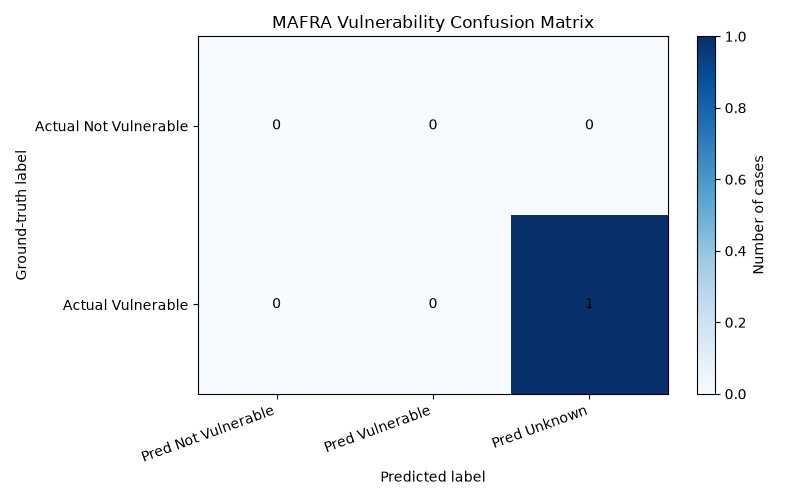 MAFRA Vulnerability Confusion Matrix
Ground-truth label
Actual Not Vulnerable
Actual Vulnerable
0 0 0
0 0 1
Pred Not Vulnerable
Pred Vulnerable
Pred Unknown
Predicted label
1.0
0.8
0.6
0.4
0.2
0.0
Number of cases